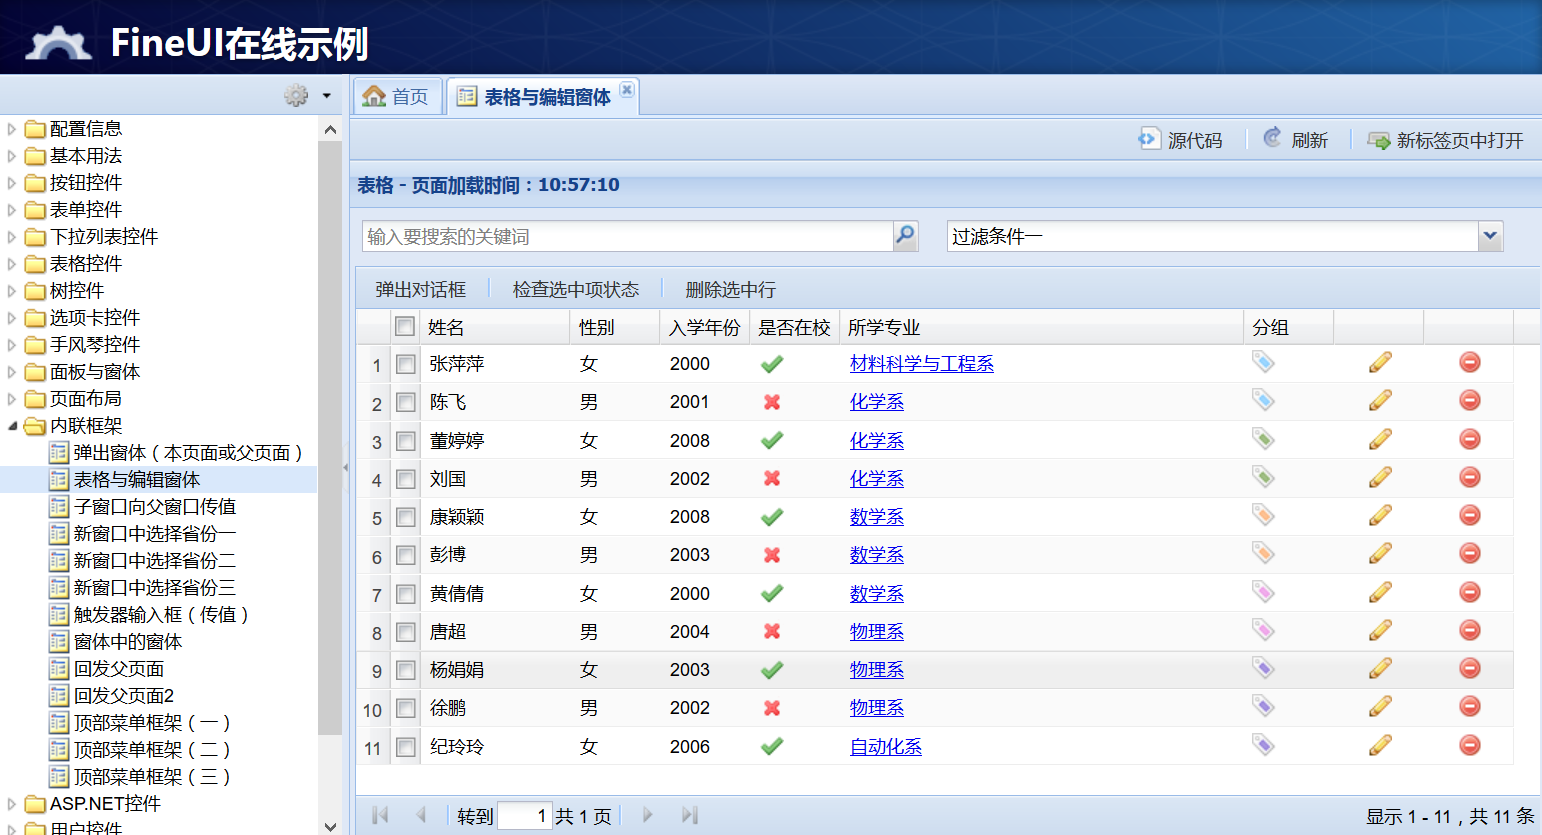 FineUI在线示例
首页
表格与编辑窗体
源代码
刷新
新标签页中打开
配置信息
基本用法
按钮控件
表单控件
下拉列表控件
表格控件
树控件
选项卡控件
手风琴控件
面板与窗体
页面布局
内联框架
弹出窗体（本页面或父页面）
表格与编辑窗体
子窗口向父窗口传值
新窗口中选择省份一
新窗口中选择省份二
新窗口中选择省份三
触发器输入框（传值）
窗体中的窗体
回发父页面
回发父页面2
顶部菜单框架（一）
顶部菜单框架（二）
顶部菜单框架（三）
ASP.NET控件
用户控件
表格 - 页面加载时间：10:57:10
输入要搜索的关键词
过滤条件一
弹出对话框 检查选中项状态 删除选中行
姓名 性别 入学年份 是否在校 所学专业 分组
1 张萍萍 女 2000 材料科学与工程系
2 陈飞 男 2001 化学系
3 董婷婷 女 2008 化学系
4 刘国 男 2002 化学系
5 康颖颖 女 2008 数学系
6 彭博 男 2003 数学系
7 黄倩倩 女 2000 数学系
8 唐超 男 2004 物理系
9 杨娟娟 女 2003 物理系
10 徐鹏 男 2002 物理系
11 纪玲玲 女 2006 自动化系
转到 1 共 1 页
显示 1 - 11，共 11 条